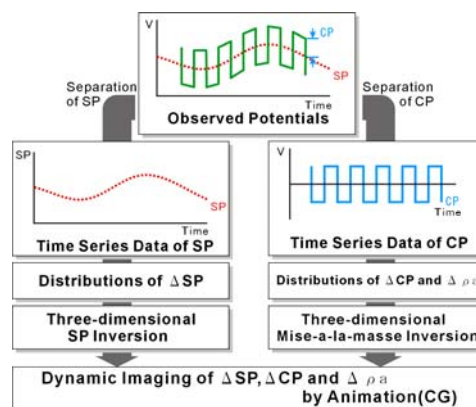 V
CP
SP
Time
Observed Potentials
Separation
of SP
Separation
of CP
SP
SP
Time
Time Series Data of SP
V
CP
Time
Time Series Data of CP
Distributions of ΔSP
Distributions of ΔCP and Δ ρa
Three-dimensional
SP Inversion
Three-dimensional
Mise-a-la-masse Inversion
Dynamic Imaging of ΔSP, ΔCP and Δ ρa
by Animation(CG)